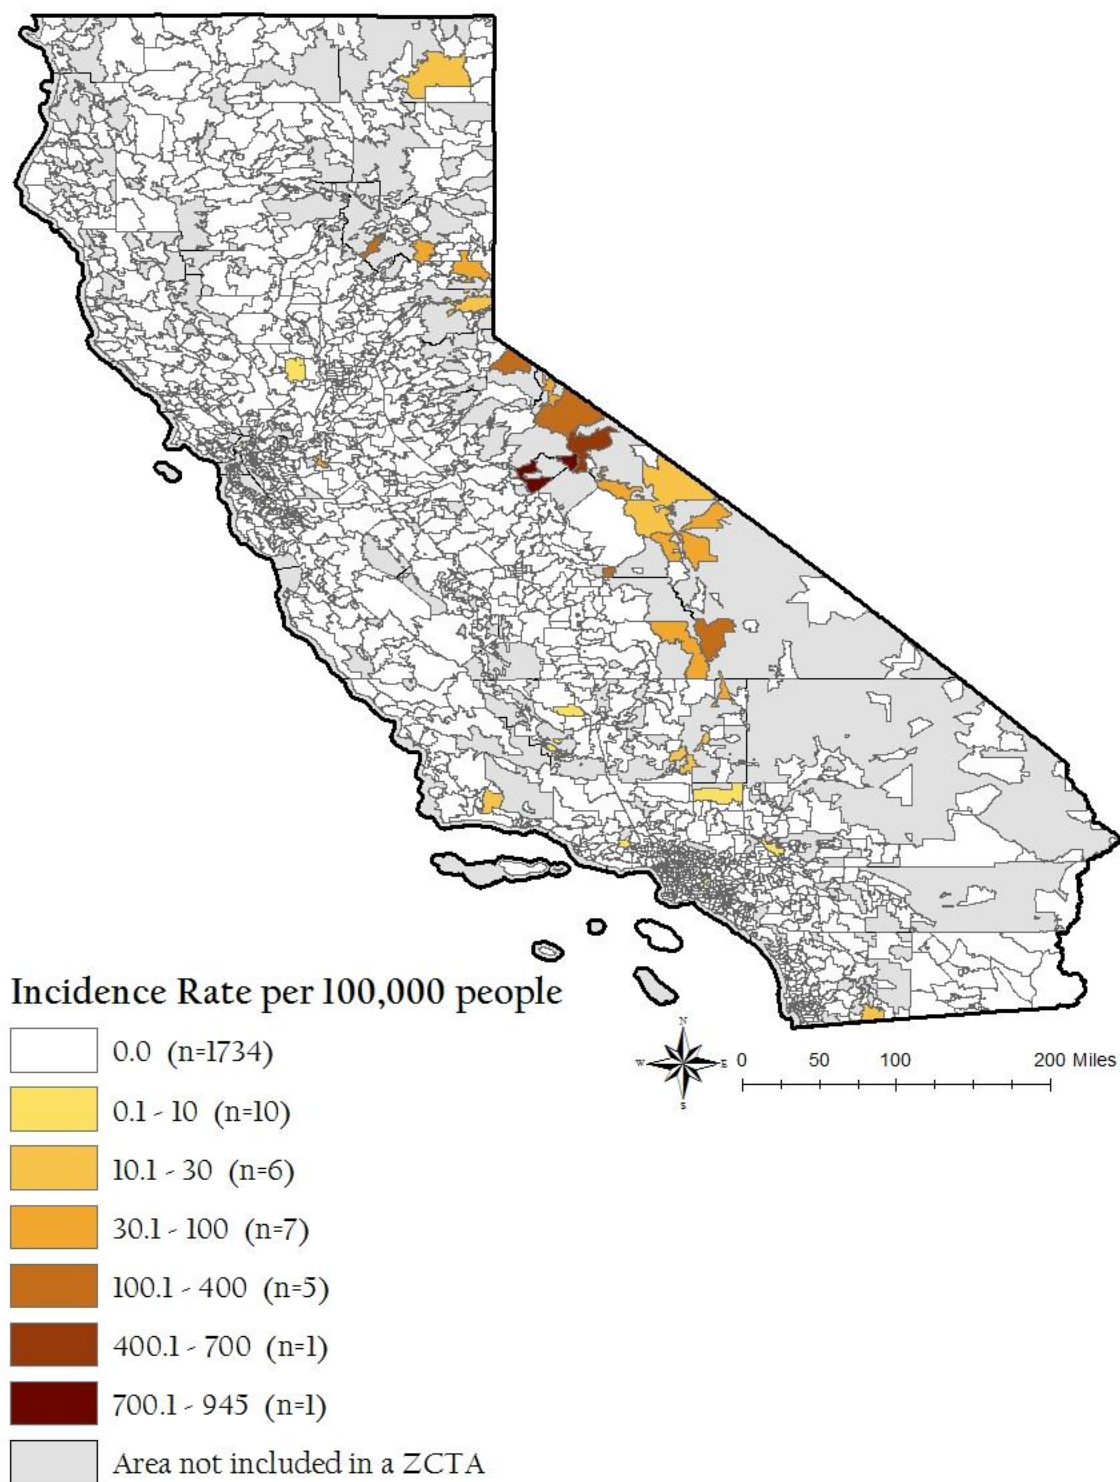 Incidence Rate per 100,000 people
0.0 (n=1734)
0.1 - 10 (n=10)
10.1 - 30 (n=6)
30.1 - 100 (n=7)
100.1 - 400 (n=5)
400.1 - 700 (n=1)
700.1 - 945 (n=1)
Area not included in a ZCTA
N
W E
S
0 50 100 200 Miles